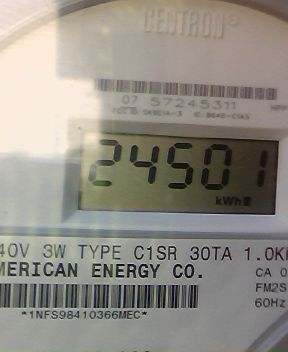 CENTRON®
07 57245311
24501
kWh
40V 3W TYPE C1SR 30TA 1.0K
MERICAN ENERGY CO.
CA 0
FM2S
60Hz
*1NFS98410366MEC*